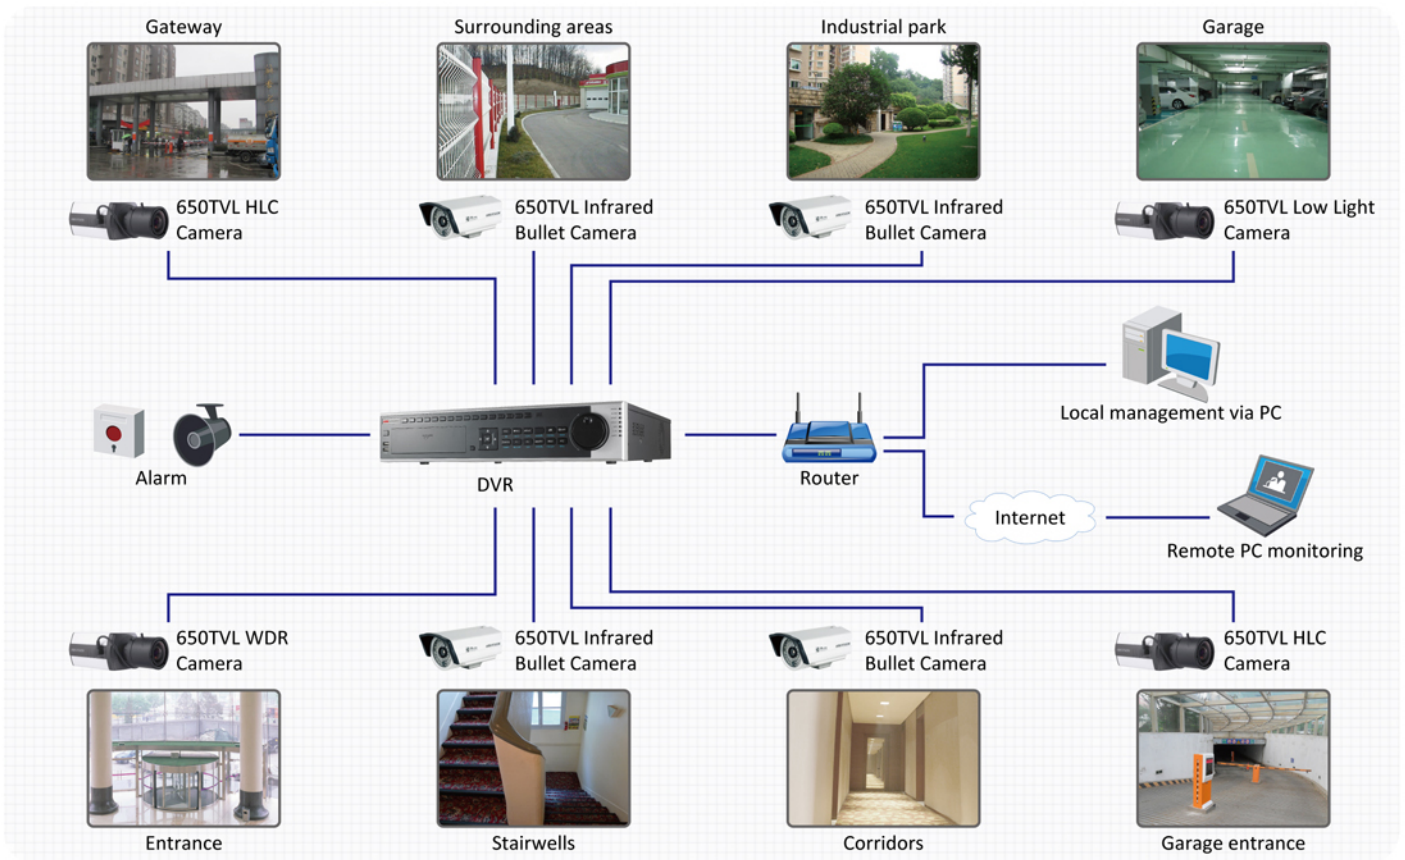 Gateway
Surrounding areas
Industrial park
Garage
650TVL HLC
Camera
650TVL Infrared
Bullet Camera
650TVL Infrared
Bullet Camera
650TVL Low Light
Camera
Local management via PC
Alarm
DVR
Router
Internet
Remote PC monitoring
650TVL WDR
Camera
650TVL Infrared
Bullet Camera
650TVL Infrared
Bullet Camera
650TVL HLC
Camera
Entrance
Stairwells
Corridors
Garage entrance